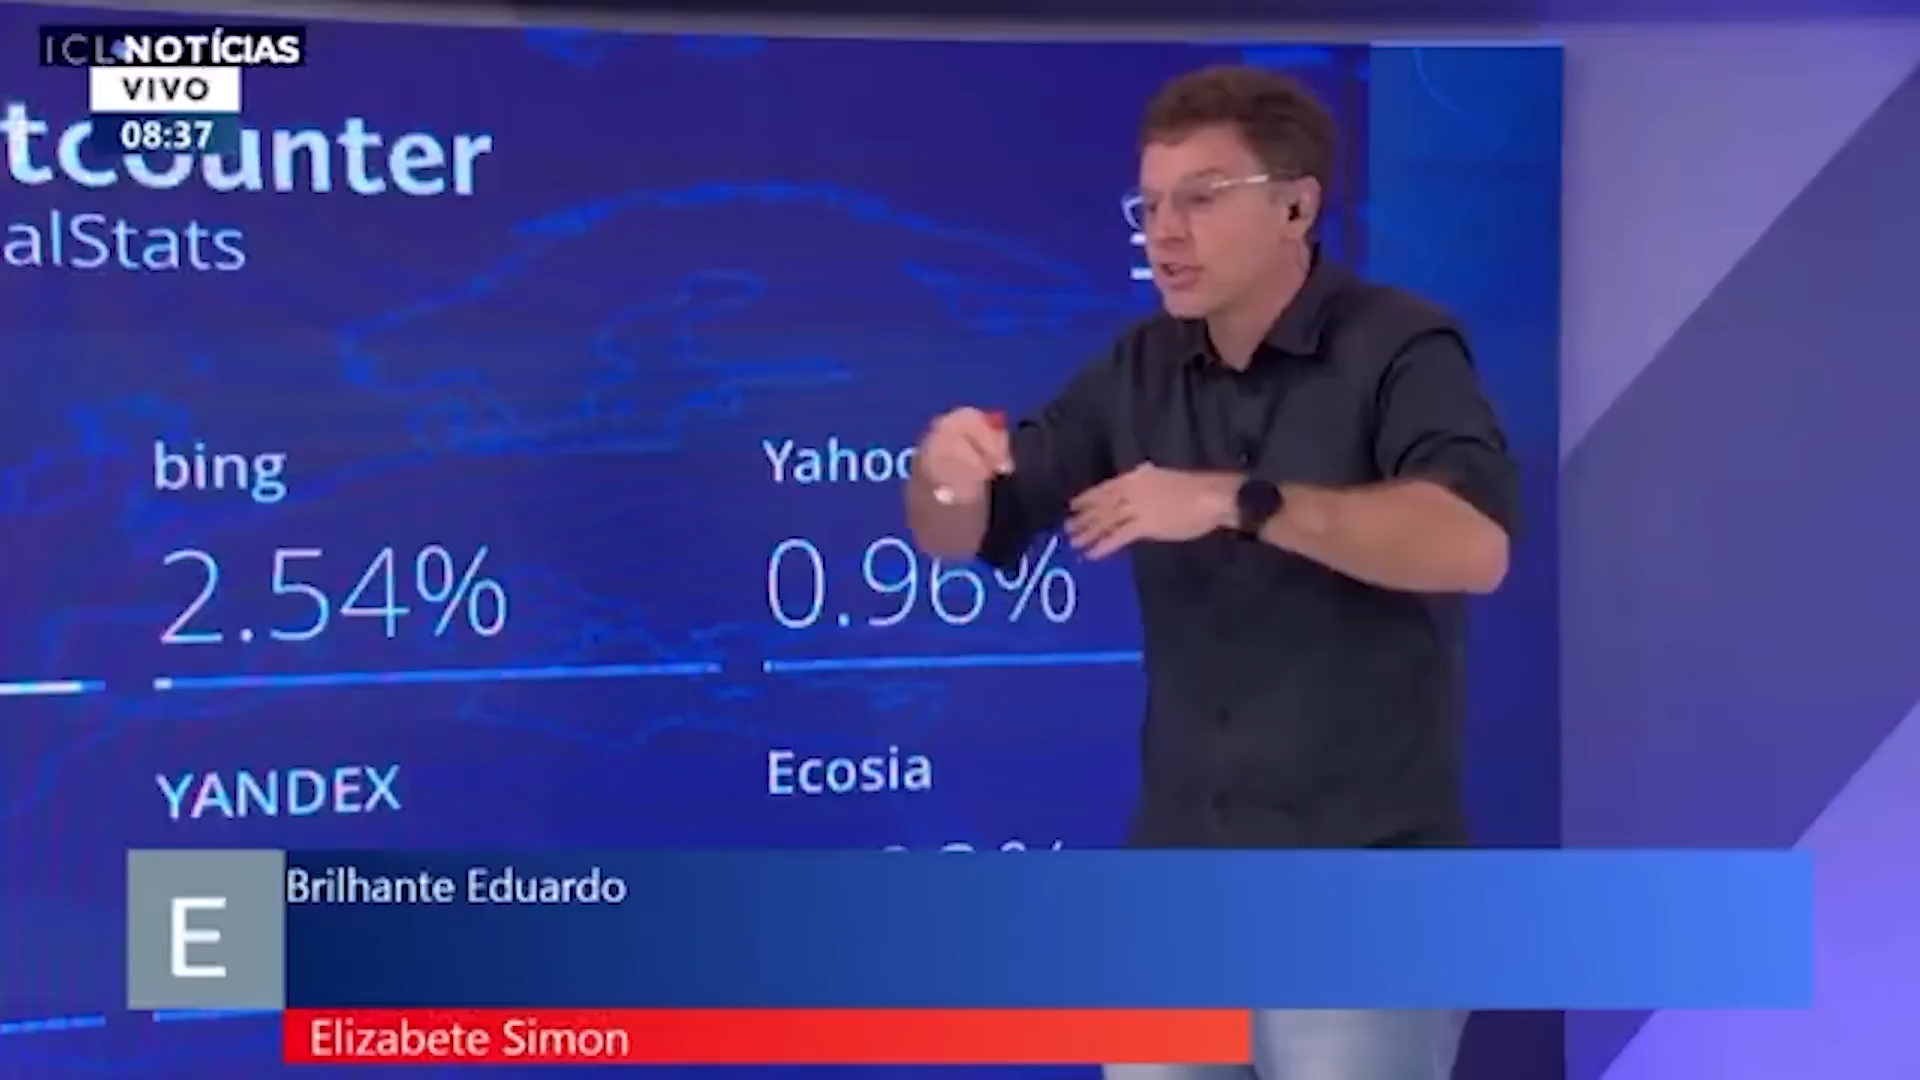 ICL NOTÍCIAS
VIVO
08:37
tcounter
alStats
bing
Yahoo
2.54%
0.96%
YANDEX
Ecosia
E
Brilhante Eduardo
Elizabete Simon